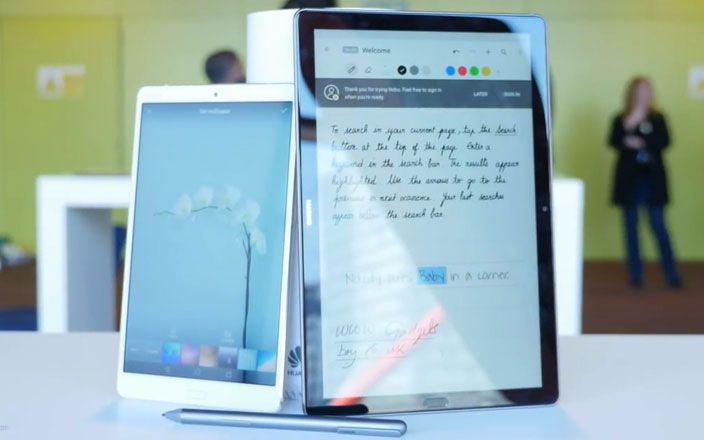 Set wallpaper
Welcome
Thank you for trying Nebo. Feel free to sign in
when you're ready.
LATER
SIGN IN
To search in your current page, tap the search
button at the top of the page. Enter a
keyword in the search bar. The results appear
highlighted. Use the arrows to go to the
previous or next occurence. Your last searches
appear below the search bar.
Nobody puts Baby in a corner.
WOW Gadgets
buy co uk
HUAWEI